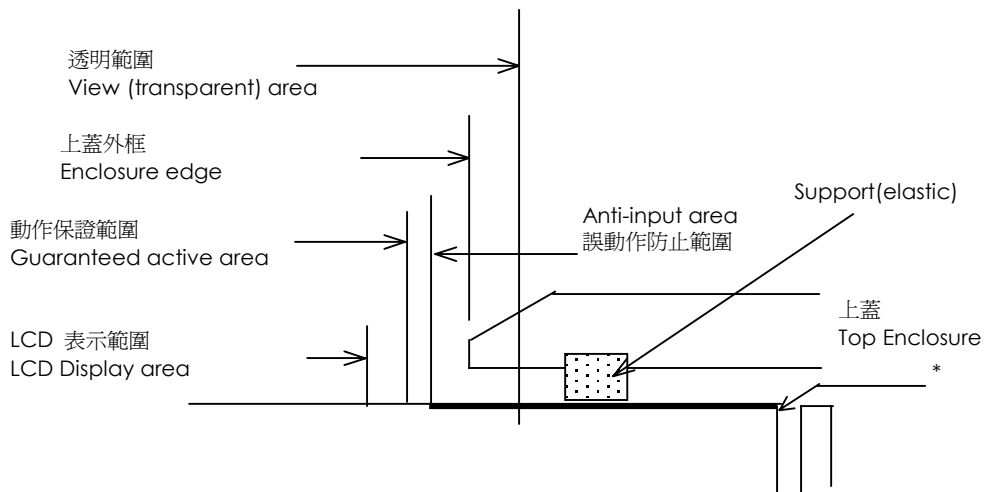 透明範圍
View (transparent) area
上蓋外框
Enclosure edge
動作保證範圍
Guaranteed active area
LCD 表示範圍
LCD Display area
Anti-input area
誤動作防止範圍
Support(elastic)
上蓋
Top Enclosure
*